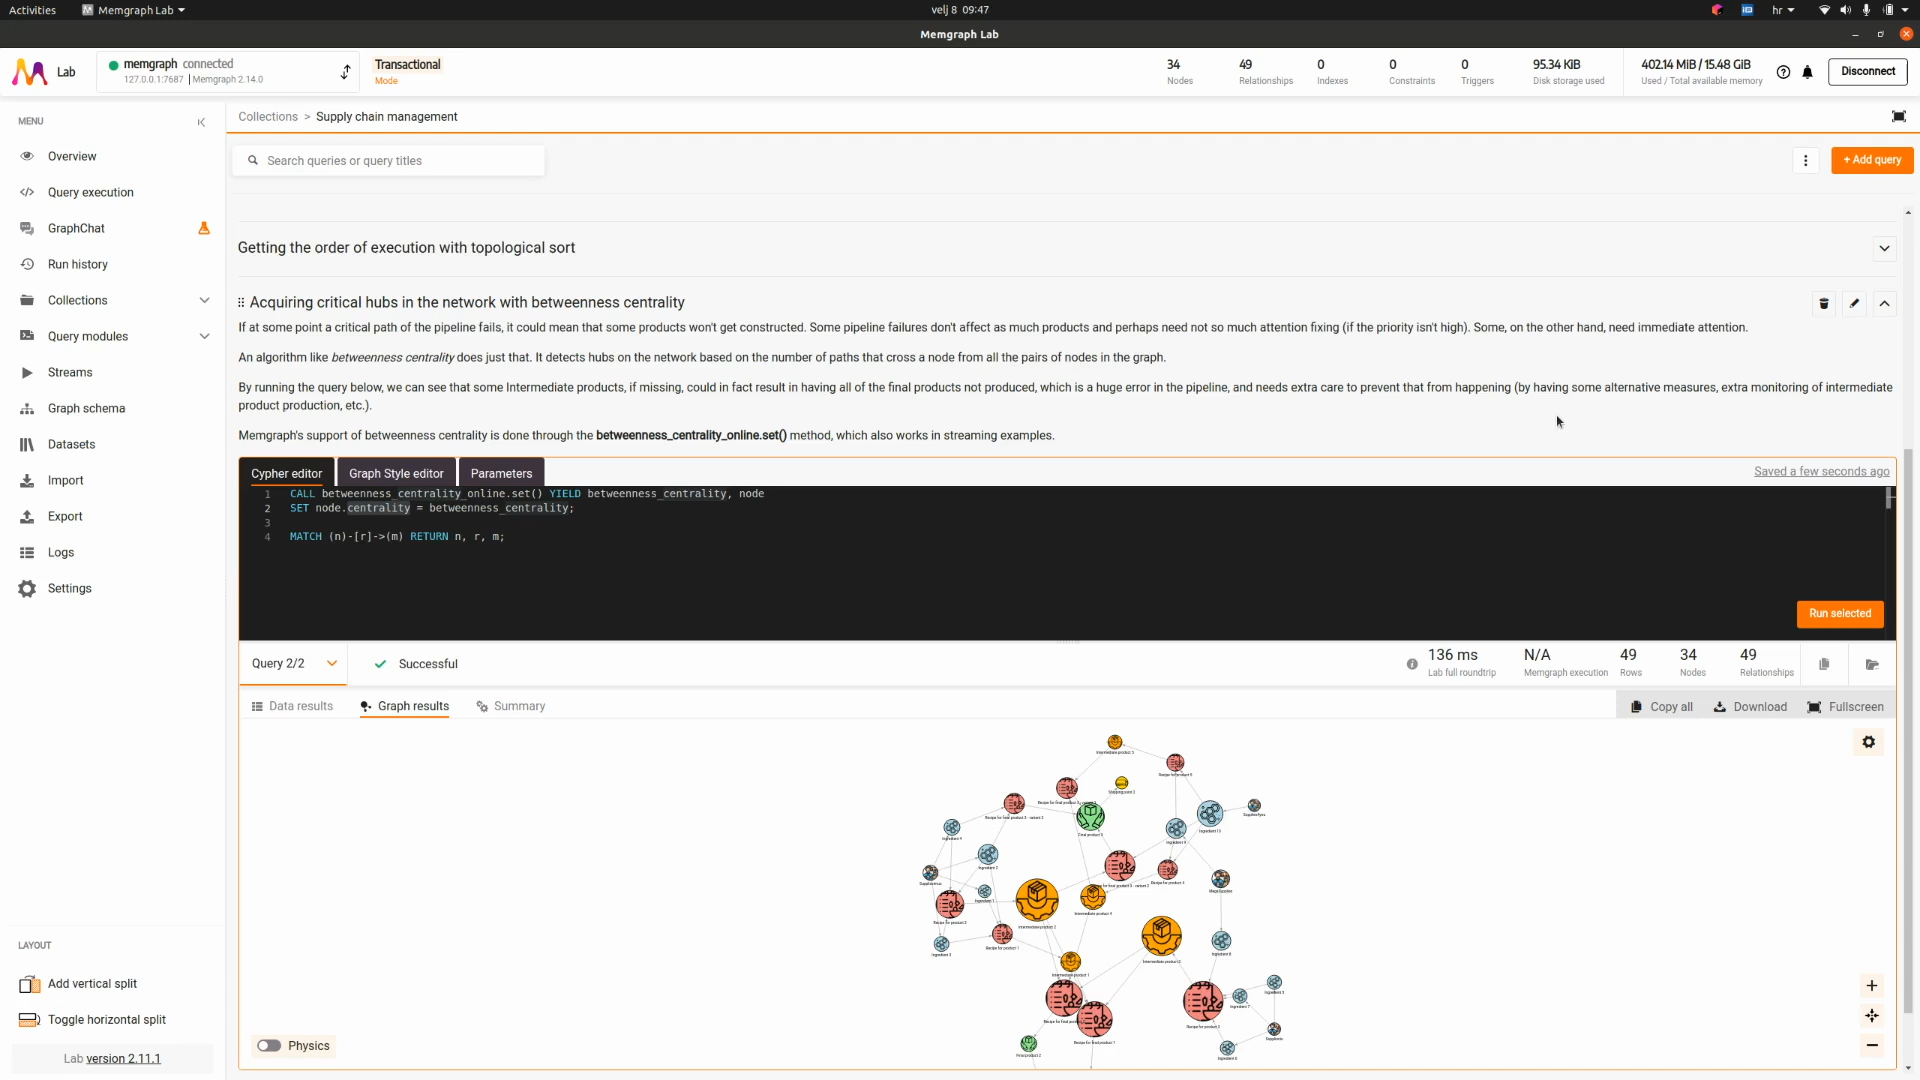 Activities
Memgraph Lab
velj 8 09:47
hr
Memgraph Lab
Lab
memgraph connected
127.0.0.1:7687 | Memgraph 2.14.0
Transactional
Mode
34
Nodes
49
Relationships
0
Indexes
0
Constraints
0
Triggers
95.34 KiB
Disk storage used
402.14 MiB / 15.48 GiB
Used / Total available memory
Disconnect
MENU
Overview
Query execution
GraphChat
Run history
Collections
Query modules
Streams
Graph schema
Datasets
Import
Export
Logs
Settings
LAYOUT
Add vertical split
Toggle horizontal split
Lab version 2.11.1
Collections > Supply chain management
Search queries or query titles
+ Add query
Getting the order of execution with topological sort
Acquiring critical hubs in the network with betweenness centrality
If at some point a critical path of the pipeline fails, it could mean that some products won't get constructed. Some pipeline failures don't affect as much products and perhaps need not so much attention fixing (if the priority isn't high). Some, on the other hand, need immediate attention.
An algorithm like betweenness centrality does just that. It detects hubs on the network based on the number of paths that cross a node from all the pairs of nodes in the graph.
By running the query below, we can see that some Intermediate products, if missing, could in fact result in having all of the final products not produced, which is a huge error in the pipeline, and needs extra care to prevent that from happening (by having some alternative measures, extra monitoring of intermediate
product production, etc.).
Memgraph's support of betweenness centrality is done through the betweenness_centrality_online.set() method, which also works in streaming examples.
Cypher editor
Graph Style editor
Parameters
Saved a few seconds ago
1 CALL betweenness_centrality_online.set() YIELD betweenness_centrality, node
2 SET node.centrality = betweenness_centrality;
3
4 MATCH (n)-[r]->(m) RETURN n, r, m;
Run selected
Query 2/2
Successful
136 ms
Lab full roundtrip
N/A
Memgraph execution
49
Rows
34
Nodes
49
Relationships
Data results
Graph results
Summary
Copy all
Download
Fullscreen
Physics